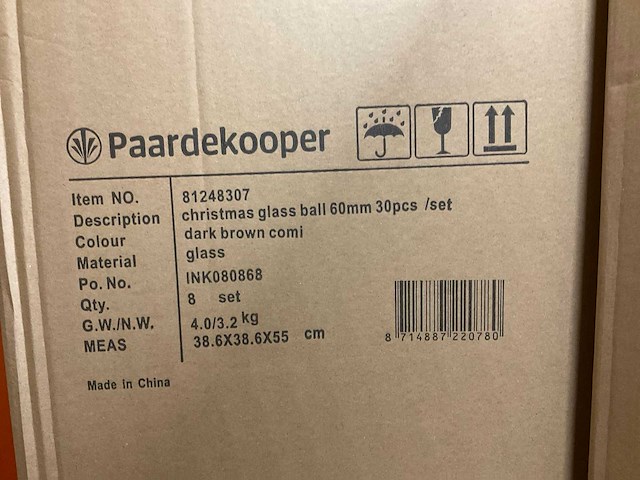 Paardekooper
Item NO. 81248307
Description christmas glass ball 60mm 30pcs /set
Colour dark brown comi
Material glass
Po. No. INK080868
Qty. 8 set
G.W./N.W. 4.0/3.2 kg
MEAS 38.6X38.6X55 cm
8 714887 220780
Made in China